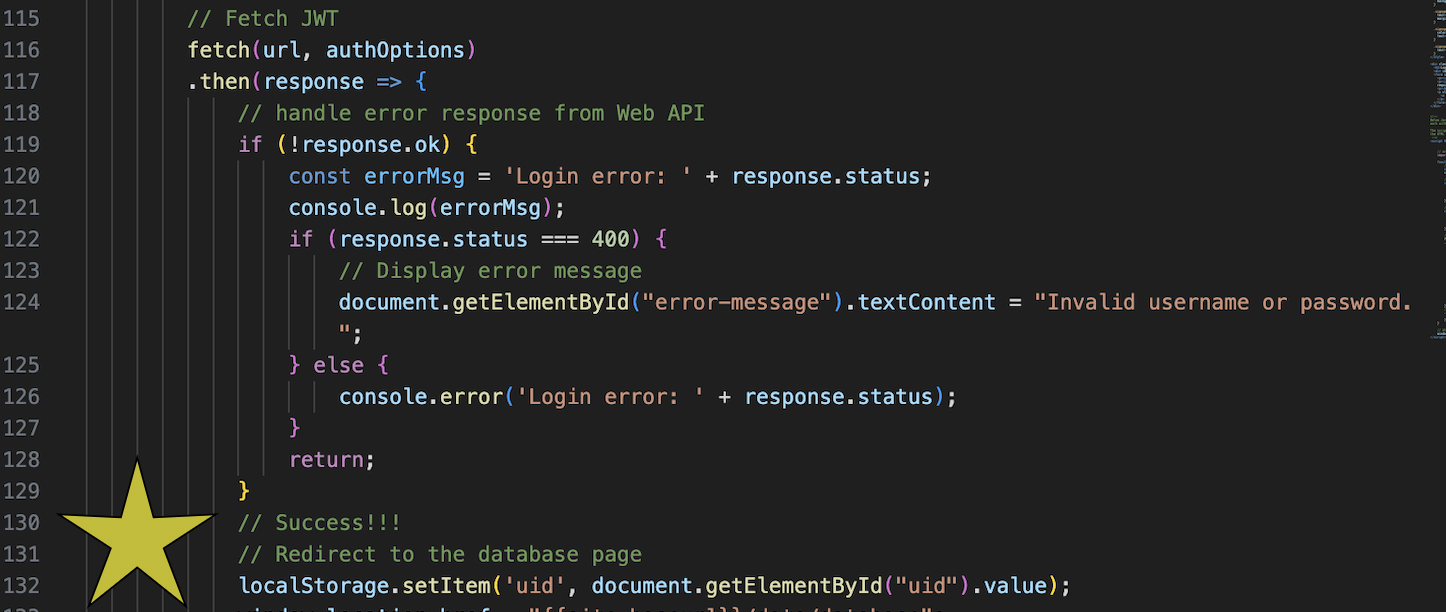 115 // Fetch JWT
116 fetch(url, authOptions)
117 .then(response => {
118 // handle error response from Web API
119 if (!response.ok) {
120 const errorMsg = 'Login error: ' + response.status;
121 console.log(errorMsg);
122 if (response.status === 400) {
123 // Display error message
124 document.getElementById("error-message").textContent = "Invalid username or password.
";
125 } else {
126 console.error('Login error: ' + response.status);
127 }
128 return;
129 }
130 // Success!!!
131 // Redirect to the database page
132 localStorage.setItem('uid', document.getElementById("uid").value);